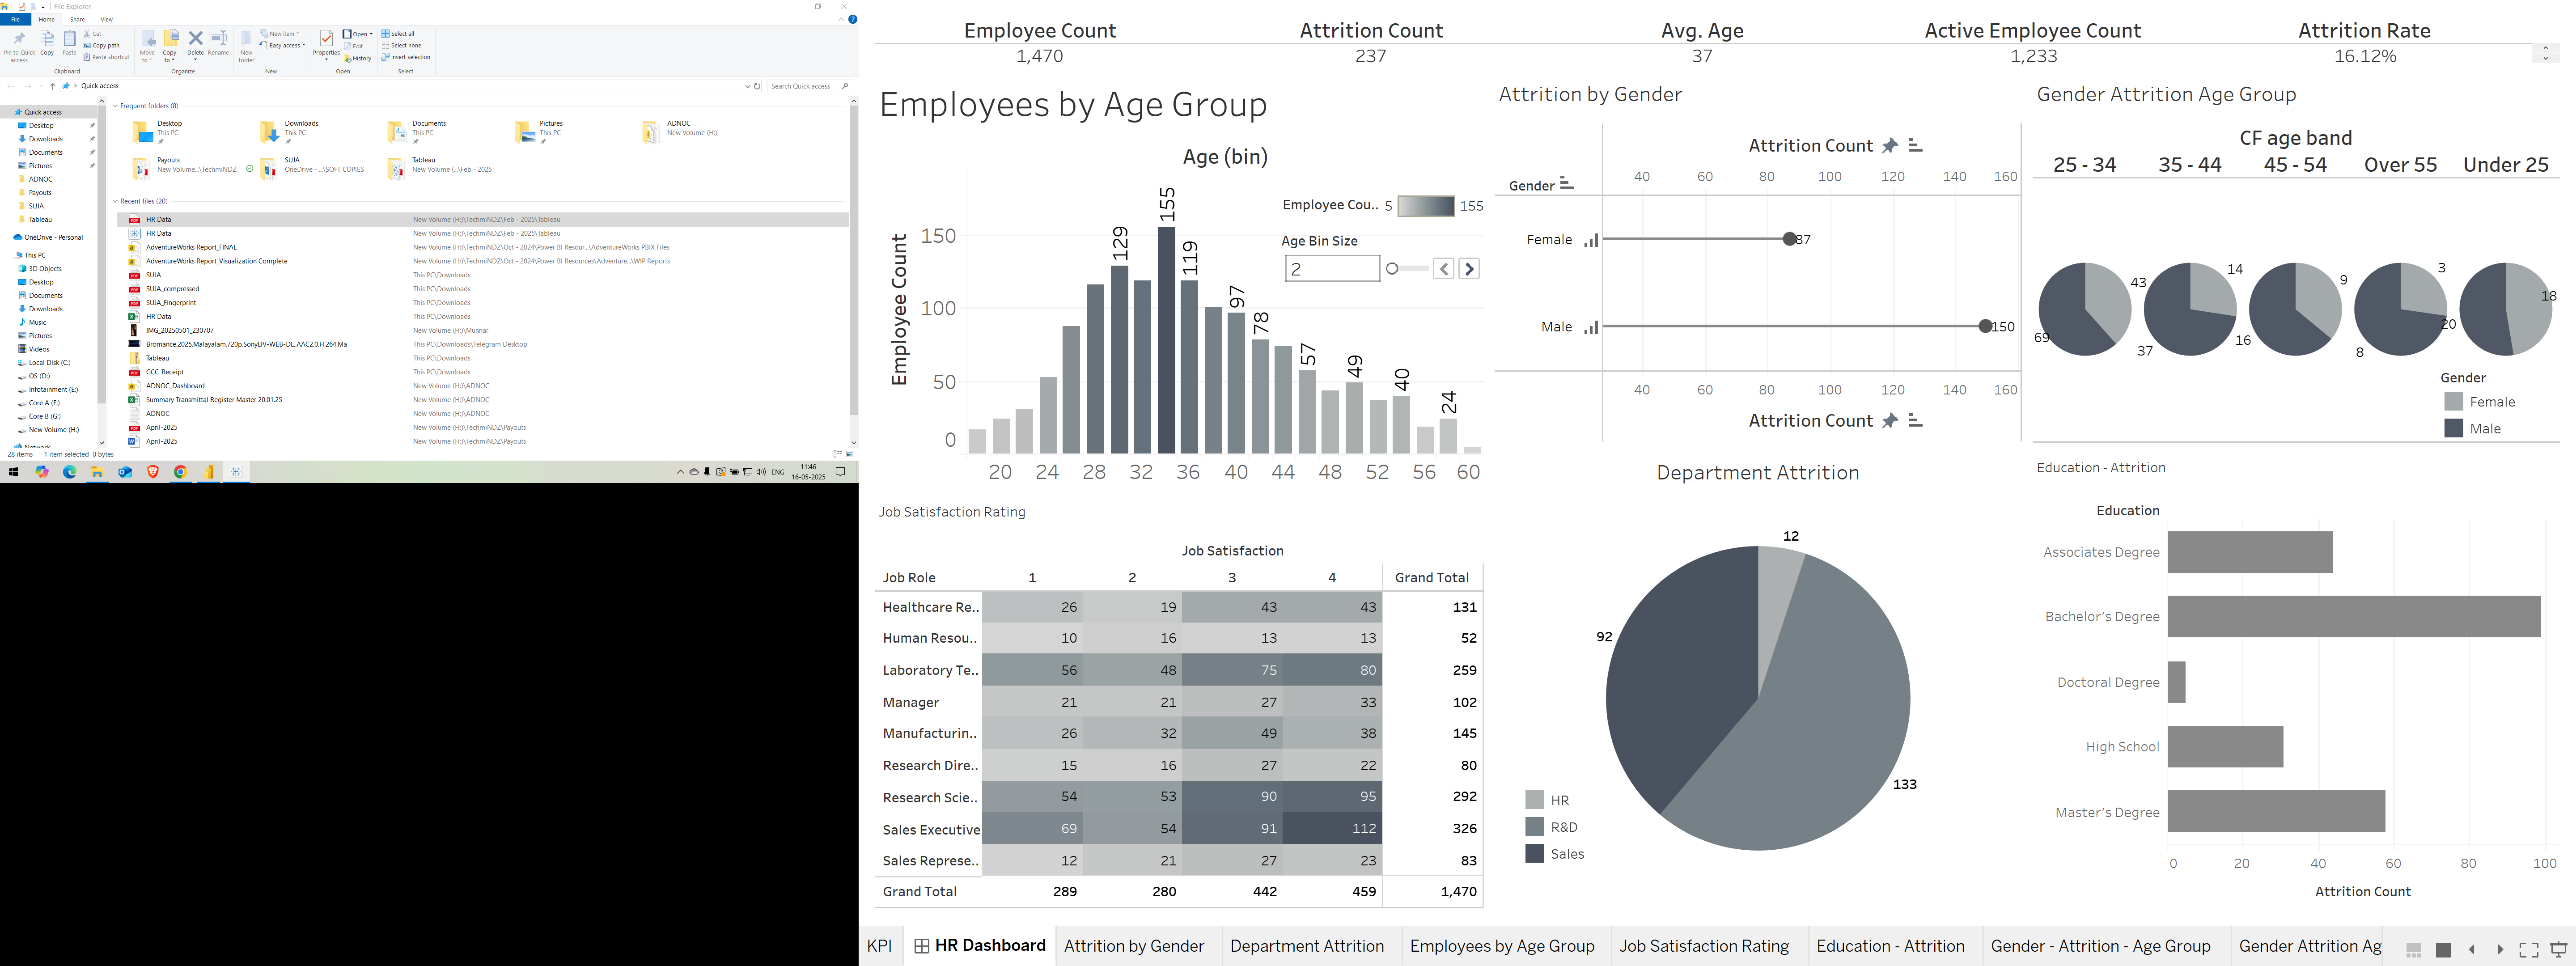 File Explorer
File Home Share View
Pin to Quick access
Copy
Paste
Cut
Copy path
Paste shortcut
Clipboard
Move to
Copy to
Delete
Rename
Organize
New folder
New item
Easy access
New
Properties
Open
Edit
History
Open
Select all
Select none
Invert selection
Select
Quick access
Search Quick access
Quick access
Desktop
Downloads
Documents
Pictures
ADNOC
Payouts
SUJA
Tableau
OneDrive - Personal
This PC
3D Objects
Desktop
Documents
Downloads
Music
Pictures
Videos
Local Disk (C:)
OS (D:)
Infotainment (E:)
Core A (F:)
Core B (G:)
New Volume (H:)
Network
Frequent folders (8)
Desktop
This PC
Downloads
This PC
Documents
This PC
Pictures
This PC
ADNOC
New Volume (H:)
Payouts
New Volume...\TechmiNDZ
SUJA
OneDrive - ...\SOFT COPIES
Tableau
New Volume (...\Feb - 2025
Recent files (20)
HR Data New Volume (H:)\TechmiNDZ\Feb - 2025\Tableau
HR Data New Volume (H:)\TechmiNDZ\Feb - 2025\Tableau
AdventureWorks Report_FINAL New Volume (H:)\TechmiNDZ\Oct - 2024\Power BI Resour...\AdventureWorks PBIX Files
AdventureWorks Report_Visualization Complete New Volume (H:)\TechmiNDZ\Oct - 2024\Power BI Resources\Adventure...\WIP Reports
SUJA This PC\Downloads
SUJA_compressed This PC\Downloads
SUJA_Fingerprint This PC\Downloads
HR Data This PC\Downloads
IMG_20250501_230707 New Volume (H:)\Munnar
Bromance.2025.Malayalam.720p.SonyLIV-WEB-DL.AAC2.0.H.264.Ma This PC\Downloads\Telegram Desktop
Tableau This PC\Downloads
GCC_Receipt This PC\Downloads
ADNOC_Dashboard New Volume (H:)\ADNOC
Summary Transmittal Register Master 20.01.25 New Volume (H:)\ADNOC
ADNOC New Volume (H:)\ADNOC
April-2025 New Volume (H:)\TechmiNDZ\Payouts
April-2025 New Volume (H:)\TechmiNDZ\Payouts
28 items 1 item selected 0 bytes
ENG
11:46
16-05-2025
Employee Count Attrition Count Avg. Age Active Employee Count Attrition Rate
1,470 237 37 1,233 16.12%
Employees by Age Group
Age (bin)
Employee Cou.. 5 155
Age Bin Size
2
Employee Count
150
100
50
0
129
155
119
97
78
57
49
40
24
20 24 28 32 36 40 44 48 52 56 60
Attrition by Gender
Attrition Count
Gender 40 60 80 100 120 140 160
Female 87
Male 150
40 60 80 100 120 140 160
Attrition Count
Gender Attrition Age Group
CF age band
25 - 34 35 - 44 45 - 54 Over 55 Under 25
43 14 9 3 18
69 37 16 8 20
Gender
Female
Male
Job Satisfaction Rating
Job Satisfaction
Job Role 1 2 3 4 Grand Total
Healthcare Re.. 26 19 43 43 131
Human Resou.. 10 16 13 13 52
Laboratory Te.. 56 48 75 80 259
Manager 21 21 27 33 102
Manufacturin.. 26 32 49 38 145
Research Dire.. 15 16 27 22 80
Research Scie.. 54 53 90 95 292
Sales Executive 69 54 91 112 326
Sales Represe.. 12 21 27 23 83
Grand Total 289 280 442 459 1,470
Department Attrition
12
92
133
HR
R&D
Sales
Education - Attrition
Education
Associates Degree
Bachelor's Degree
Doctoral Degree
High School
Master's Degree
0 20 40 60 80 100
Attrition Count
KPI HR Dashboard Attrition by Gender Department Attrition Employees by Age Group Job Satisfaction Rating Education - Attrition Gender - Attrition - Age Group Gender Attrition Ag